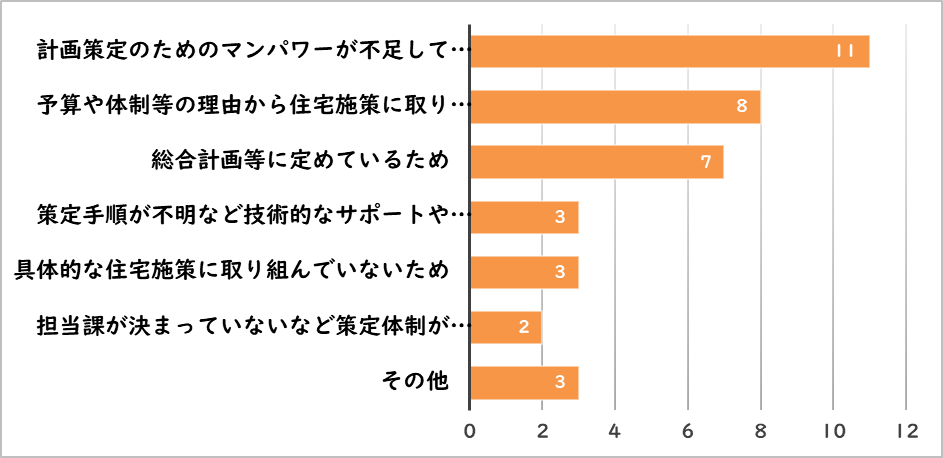 計画策定のためのマンパワーが不足して… 11
予算や体制等の理由から住宅施策に取り… 8
総合計画等に定めているため 7
策定手順が不明など技術的なサポートや… 3
具体的な住宅施策に取り組んでいないため 3
担当課が決まっていないなど策定体制が… 2
その他 3
0 2 4 6 8 10 12